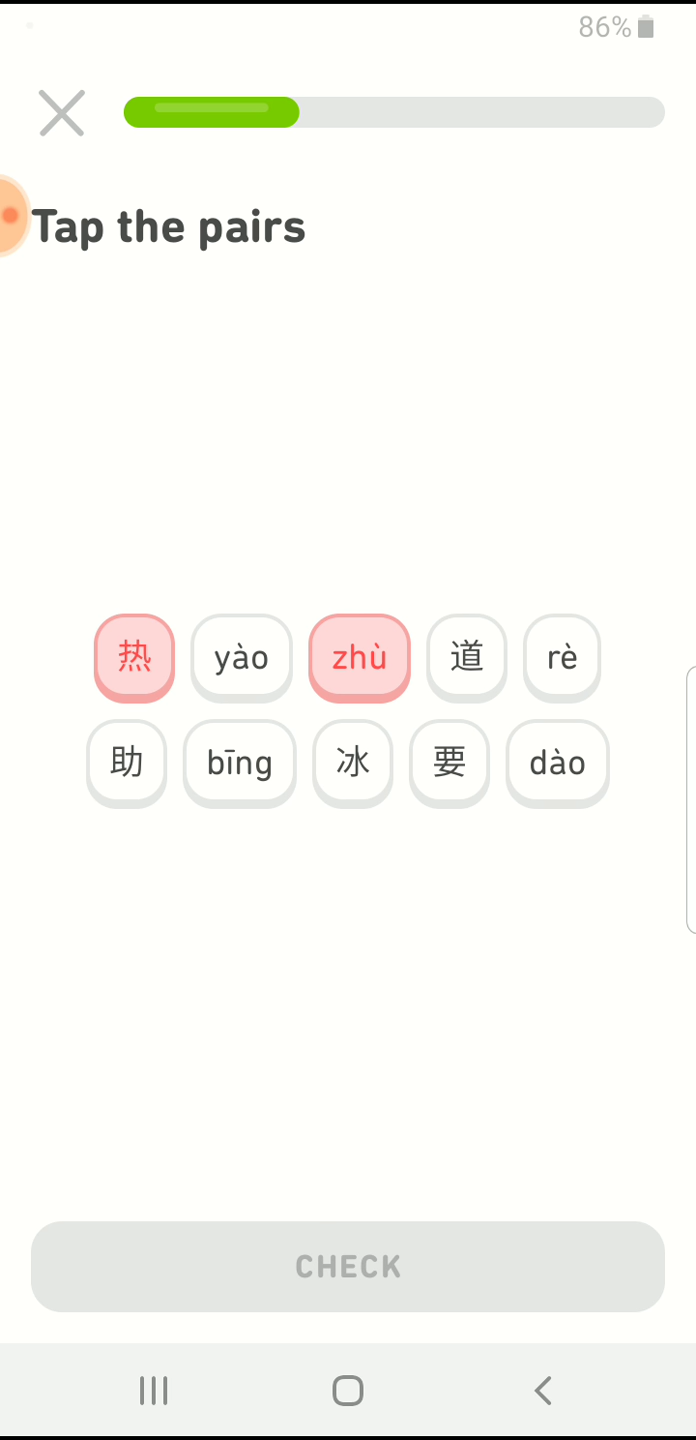 86%
Tap the pairs
热 yào zhù 道 rè
助 bīng 冰 要 dào
CHECK